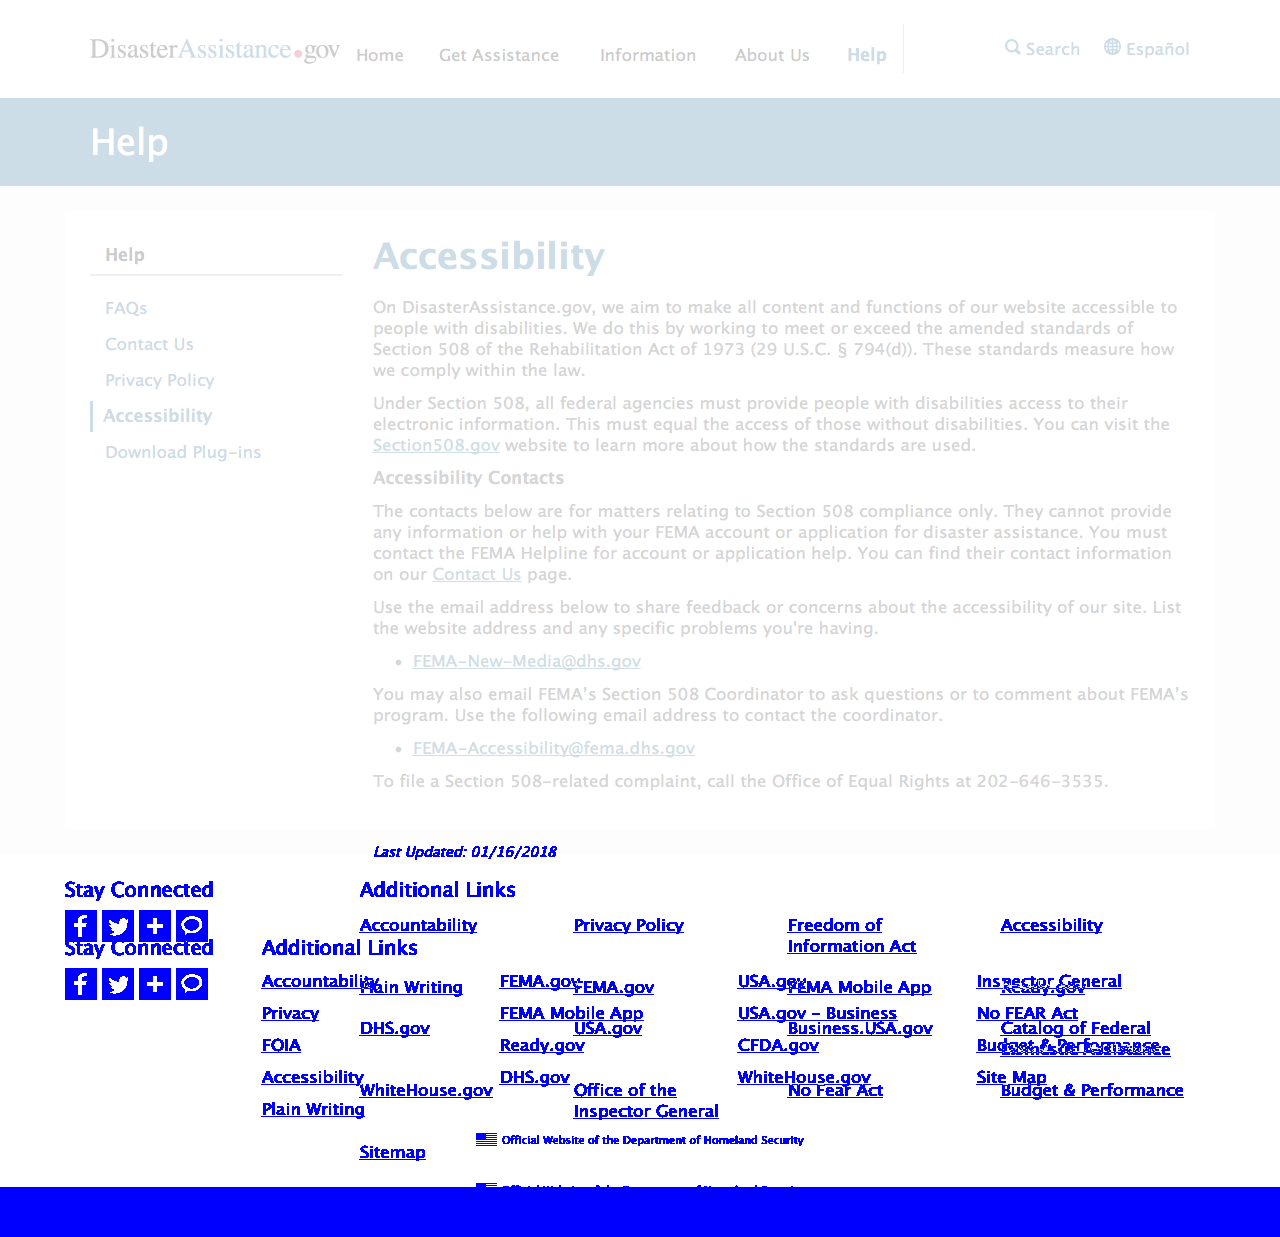 DisasterAssistance.gov Home Get Assistance Information About Us Help Search Español
Help
Help
FAQs
Contact Us
Privacy Policy
Accessibility
Download Plug-ins
Accessibility
On DisasterAssistance.gov, we aim to make all content and functions of our website accessible to
people with disabilities. We do this by working to meet or exceed the amended standards of
Section 508 of the Rehabilitation Act of 1973 (29 U.S.C. § 794(d)). These standards measure how
we comply within the law.
Under Section 508, all federal agencies must provide people with disabilities access to their
electronic information. This must equal the access of those without disabilities. You can visit the
Section508.gov website to learn more about how the standards are used.
Accessibility Contacts
The contacts below are for matters relating to Section 508 compliance only. They cannot provide
any information or help with your FEMA account or application for disaster assistance. You must
contact the FEMA Helpline for account or application help. You can find their contact information
on our Contact Us page.
Use the email address below to share feedback or concerns about the accessibility of our site. List
the website address and any specific problems you're having.
• FEMA-New-Media@dhs.gov
You may also email FEMA's Section 508 Coordinator to ask questions or to comment about FEMA's
program. Use the following email address to contact the coordinator.
• FEMA-Accessibility@fema.dhs.gov
To file a Section 508-related complaint, call the Office of Equal Rights at 202-646-3535.
Last Updated: 01/16/2018
Stay Connected Additional Links
Accountability Privacy Policy Freedom of Accessibility
Information Act
Stay Connected Additional Links
Accountability FEMA.gov USA.gov Inspector General
Plain Writing FEMA.gov FEMA Mobile App Ready.gov
Privacy FEMA Mobile App USA.gov - Business No FEAR Act
DHS.gov USA.gov Business.USA.gov Catalog of Federal
Domestic Assistance
FOIA Ready.gov CFDA.gov Budget & Performance
Accessibility DHS.gov WhiteHouse.gov Site Map
WhiteHouse.gov Office of the No Fear Act Budget & Performance
Inspector General
Plain Writing
Official Website of the Department of Homeland Security
Sitemap